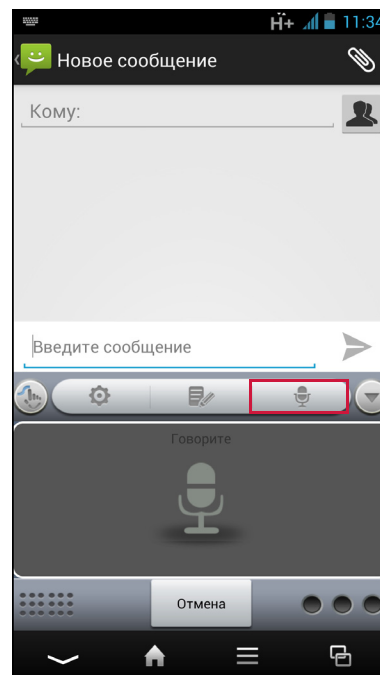 H+ 11:34
Новое сообщение
Кому:
Введите сообщение
Говорите
Отмена